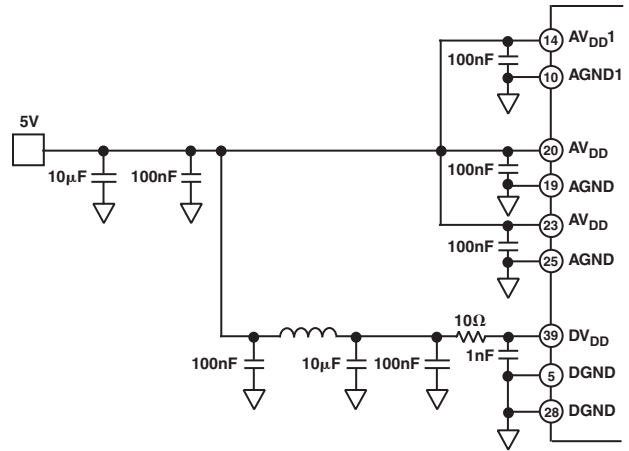 14 AVDD1
100nF
10 AGND1
5V
20 AVDD
10μF 100nF 100nF
19 AGND
23 AVDD
100nF
25 AGND
10Ω
39 DVDD
100nF 10μF 100nF 1nF
5 DGND
28 DGND